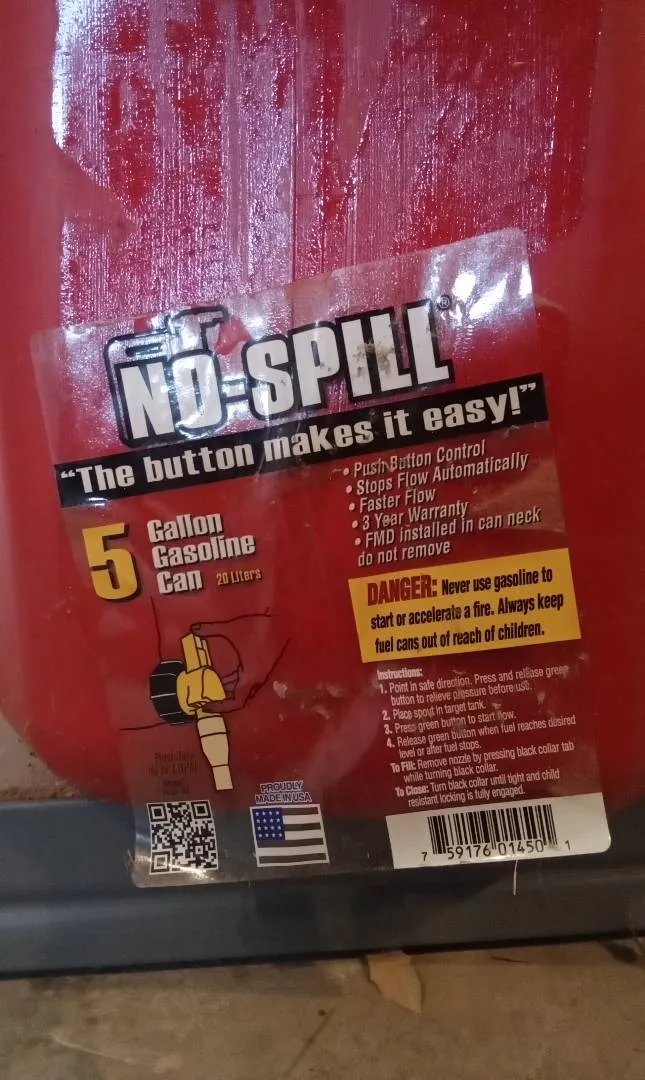 NO-SPILL®
“The button makes it easy!”
5 Gallon
Gasoline
Can 20 Liters
• Push Button Control
• Stops Flow Automatically
• Faster Flow
• 3 Year Warranty
• FMD installed in can neck
do not remove
DANGER: Never use gasoline to
start or accelerate a fire. Always keep
fuel cans out of reach of children.
Instructions:
1. Point in safe direction. Press and release green
button to relieve pressure before use.
2. Place spout in target tank.
3. Press green button to start flow.
4. Release green button when fuel reaches desired
level or after fuel stops.
To Fill: Remove nozzle by pressing black collar tab
while turning black collar.
To Close: Turn black collar until tight and child
resistant locking is fully engaged.
PROUDLY
MADE IN USA
7 59176 01450 1